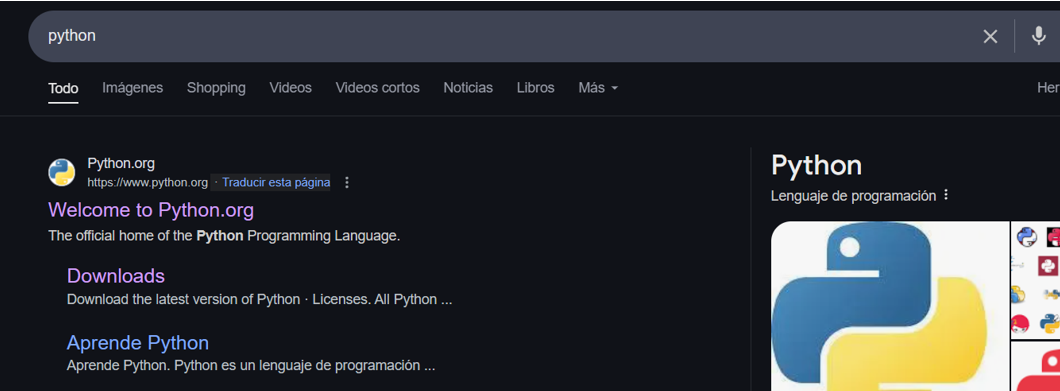 python
Todo Imágenes Shopping Videos Videos cortos Noticias Libros Más
Python.org
https://www.python.org · Traducir esta página
Welcome to Python.org
The official home of the Python Programming Language.
Downloads
Download the latest version of Python · Licenses. All Python ...
Aprende Python
Aprende Python. Python es un lenguaje de programación ...
Python
Lenguaje de programación